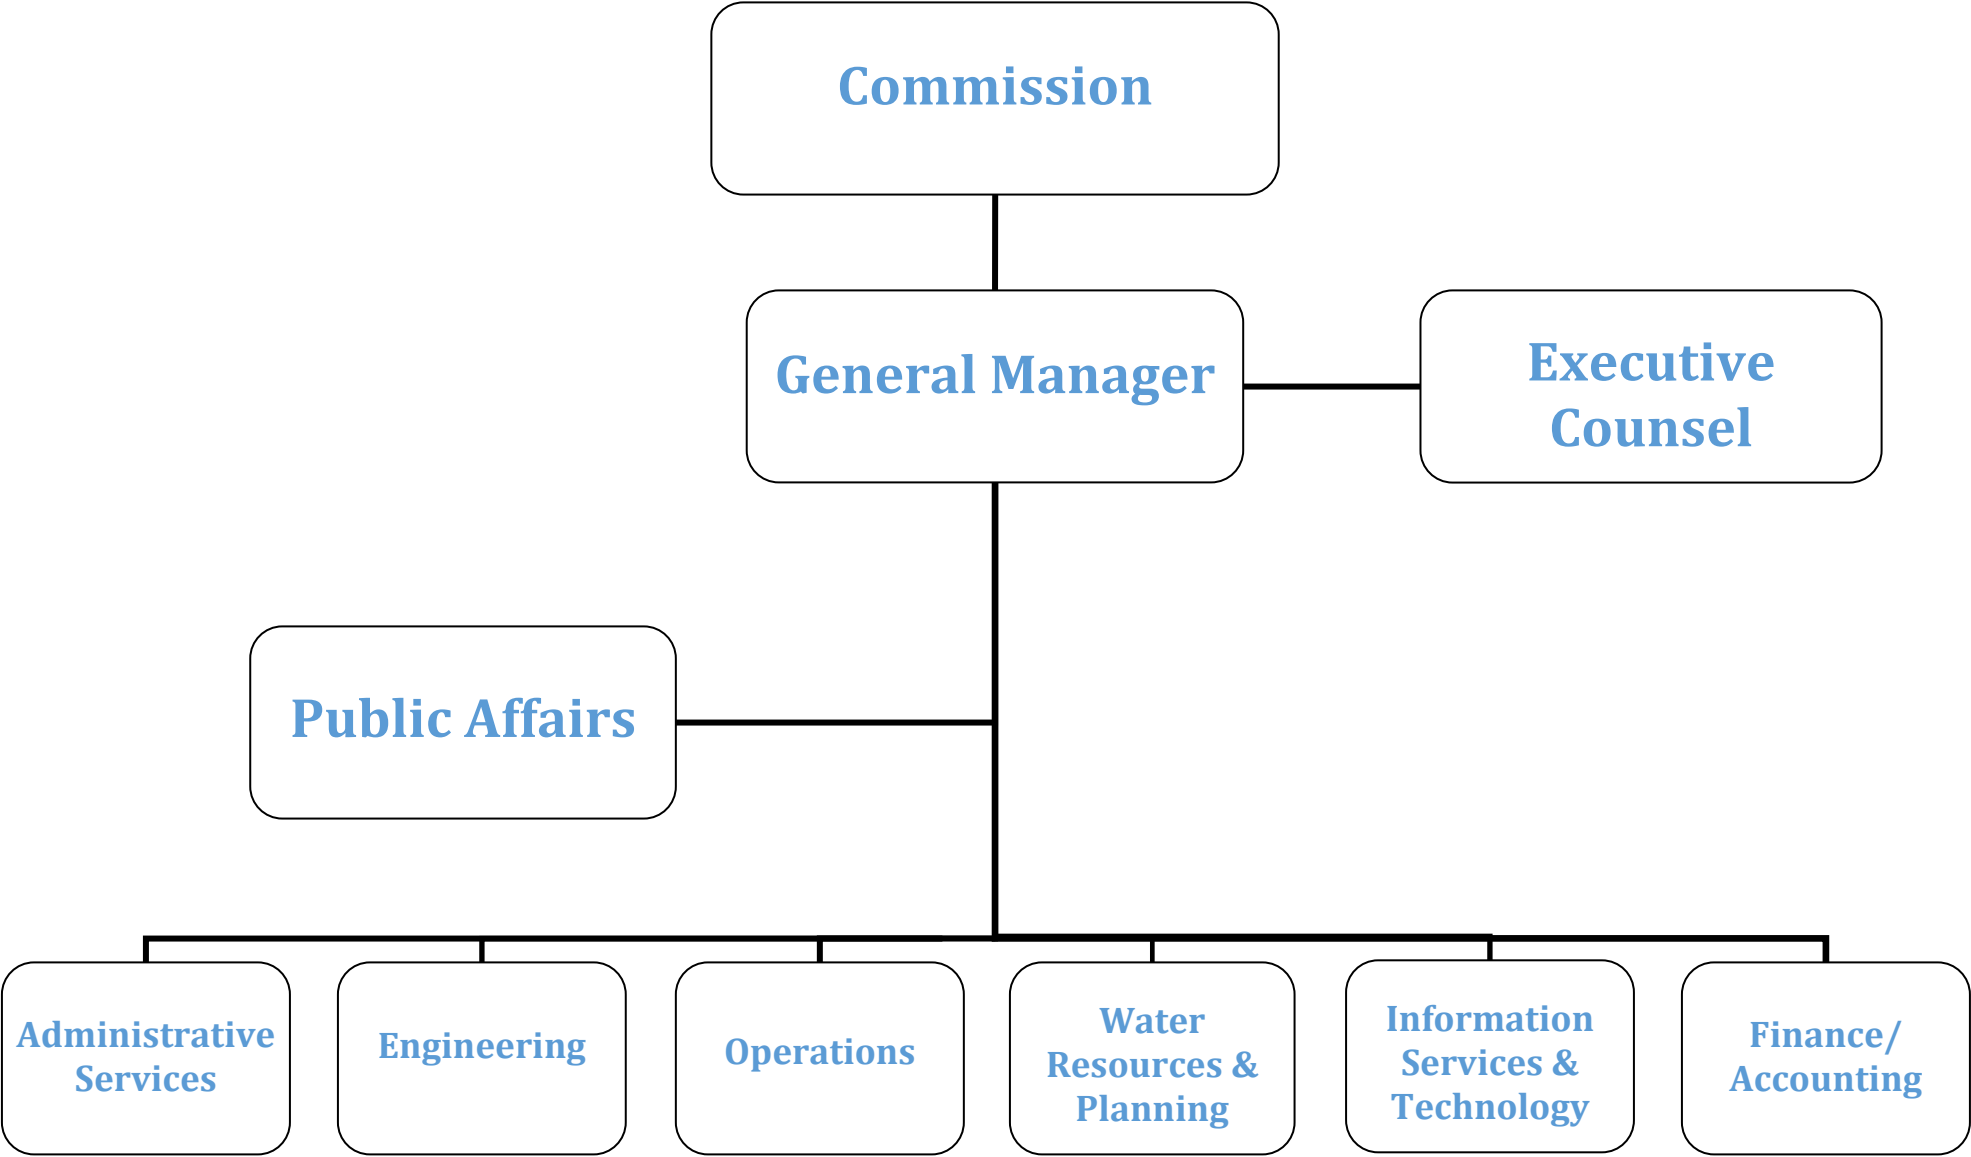 Commission
General Manager
Executive
Counsel
Public Affairs
Administrative
Services
Engineering
Operations
Water
Resources &
Planning
Information
Services &
Technology
Finance/
Accounting